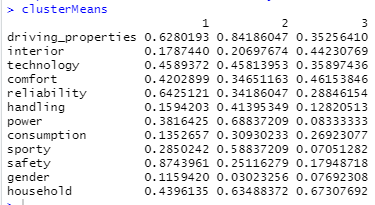 > clusterMeans
1 2 3
driving_properties 0.6280193 0.84186047 0.35256410
interior 0.1787440 0.20697674 0.44230769
technology 0.4589372 0.45813953 0.35897436
comfort 0.4202899 0.34651163 0.46153846
reliability 0.6425121 0.34186047 0.28846154
handling 0.1594203 0.41395349 0.12820513
power 0.3816425 0.68837209 0.08333333
consumption 0.1352657 0.30930233 0.26923077
sporty 0.2850242 0.58837209 0.07051282
safety 0.8743961 0.25116279 0.17948718
gender 0.1159420 0.03023256 0.07692308
household 0.4396135 0.63488372 0.67307692
>